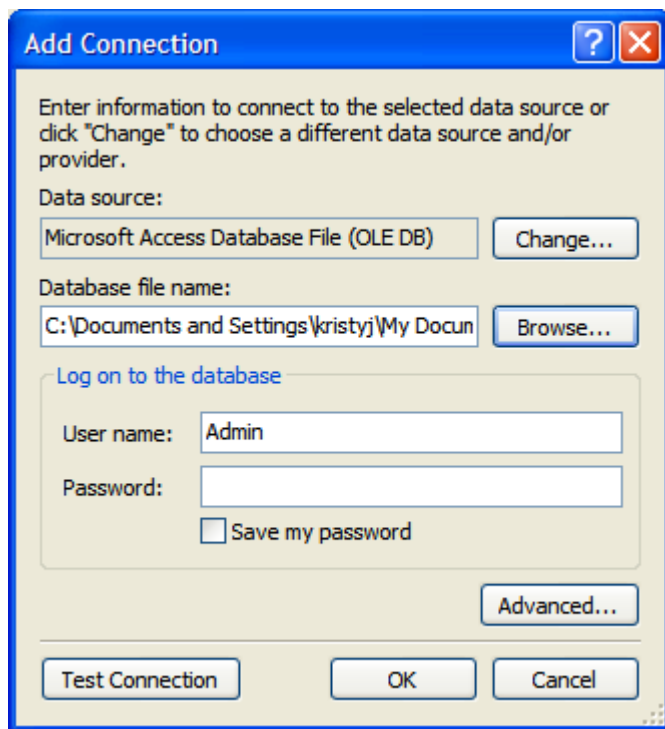 Add Connection
Enter information to connect to the selected data source or
click "Change" to choose a different data source and/or
provider.
Data source:
Microsoft Access Database File (OLE DB)
Change...
Database file name:
C:\Documents and Settings\kristyj\My Docum
Browse...
Log on to the database
User name:
Admin
Password:
Save my password
Advanced...
Test Connection
OK
Cancel